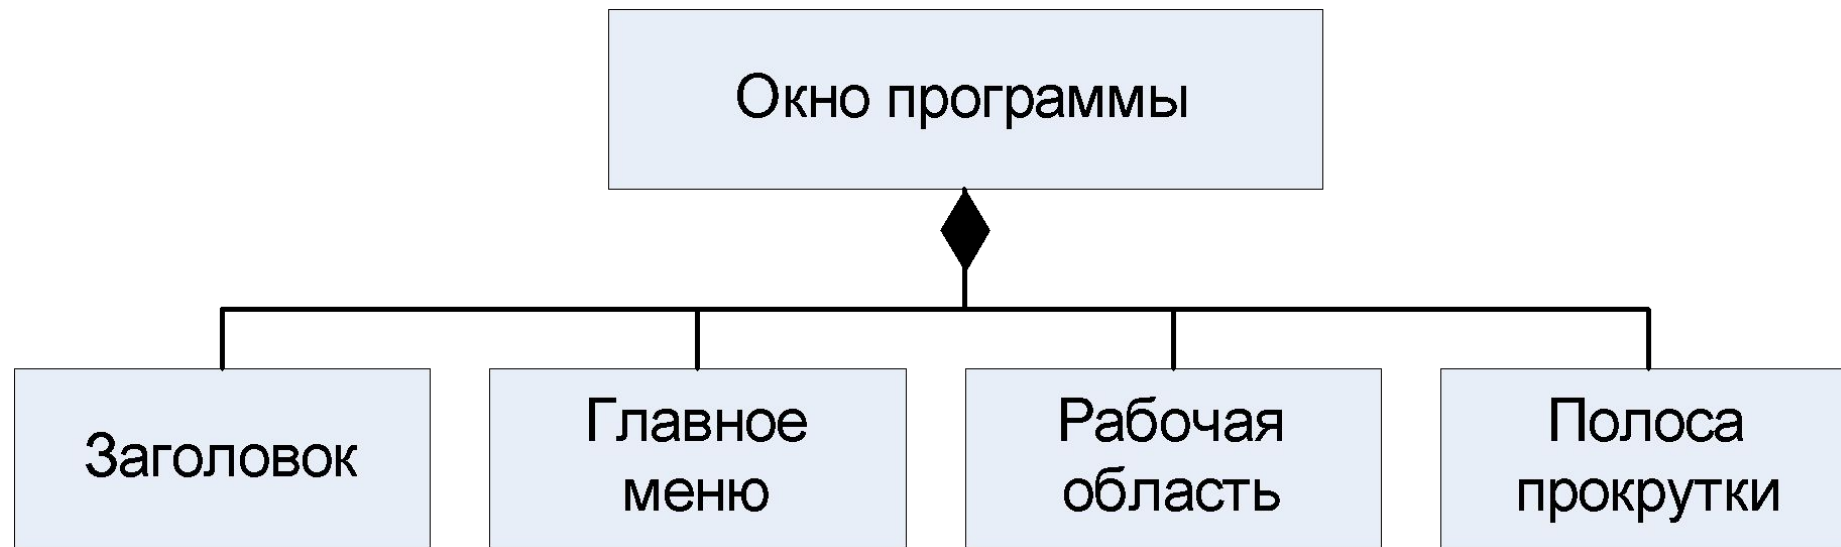 Окно программы
Заголовок
Главное
меню
Рабочая
область
Полоса
прокрутки